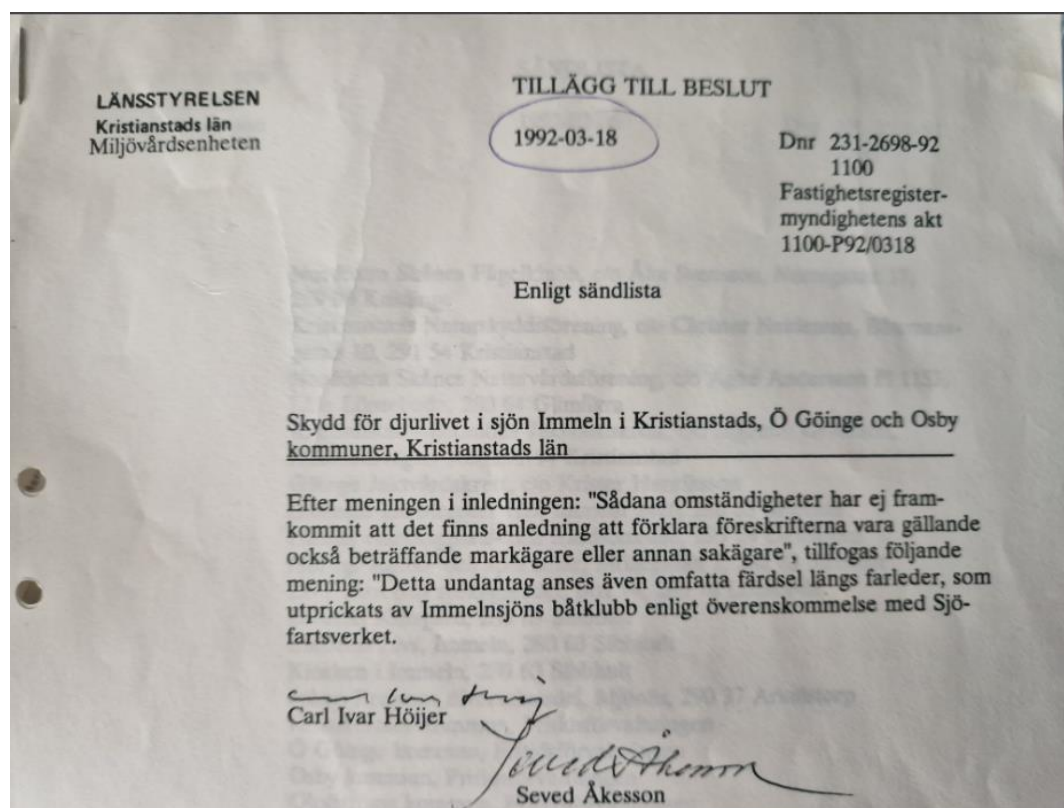 LÄNSSTYRELSEN
Kristianstads län
Miljövårdsenheten
TILLÄGG TILL BESLUT
1992-03-18
Dnr 231-2698-92
1100
Fastighetsregister-
myndighetens akt
1100-P92/0318
Enligt sändlista
Skydd för djurlivet i sjön Immeln i Kristianstads, Ö Göinge och Osby
kommuner, Kristianstads län
Efter meningen i inledningen: "Sådana omständigheter har ej fram-
kommit att det finns anledning att förklara föreskrifterna vara gällande
också beträffande markägare eller annan sakägare", tillfogas följande
mening: "Detta undantag anses även omfatta färdsel längs farleder, som
utprickats av Immelnsjöns båtklubb enligt överenskommelse med Sjö-
fartsverket.
Carl Ivar Höijer
Seved Åkesson
Seved Åkesson